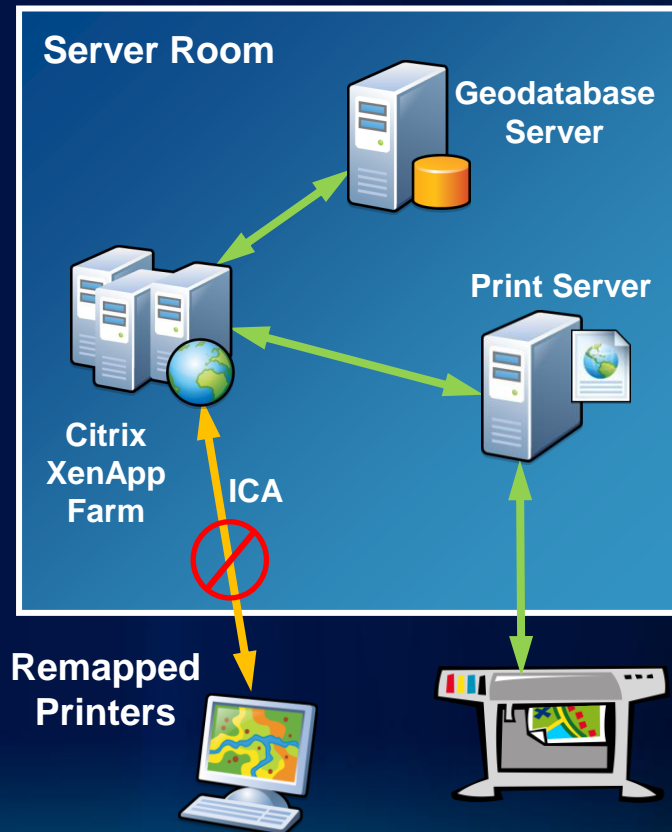 Server Room
Geodatabase
Server
Print Server
Citrix
XenApp
Farm
ICA
Remapped
Printers